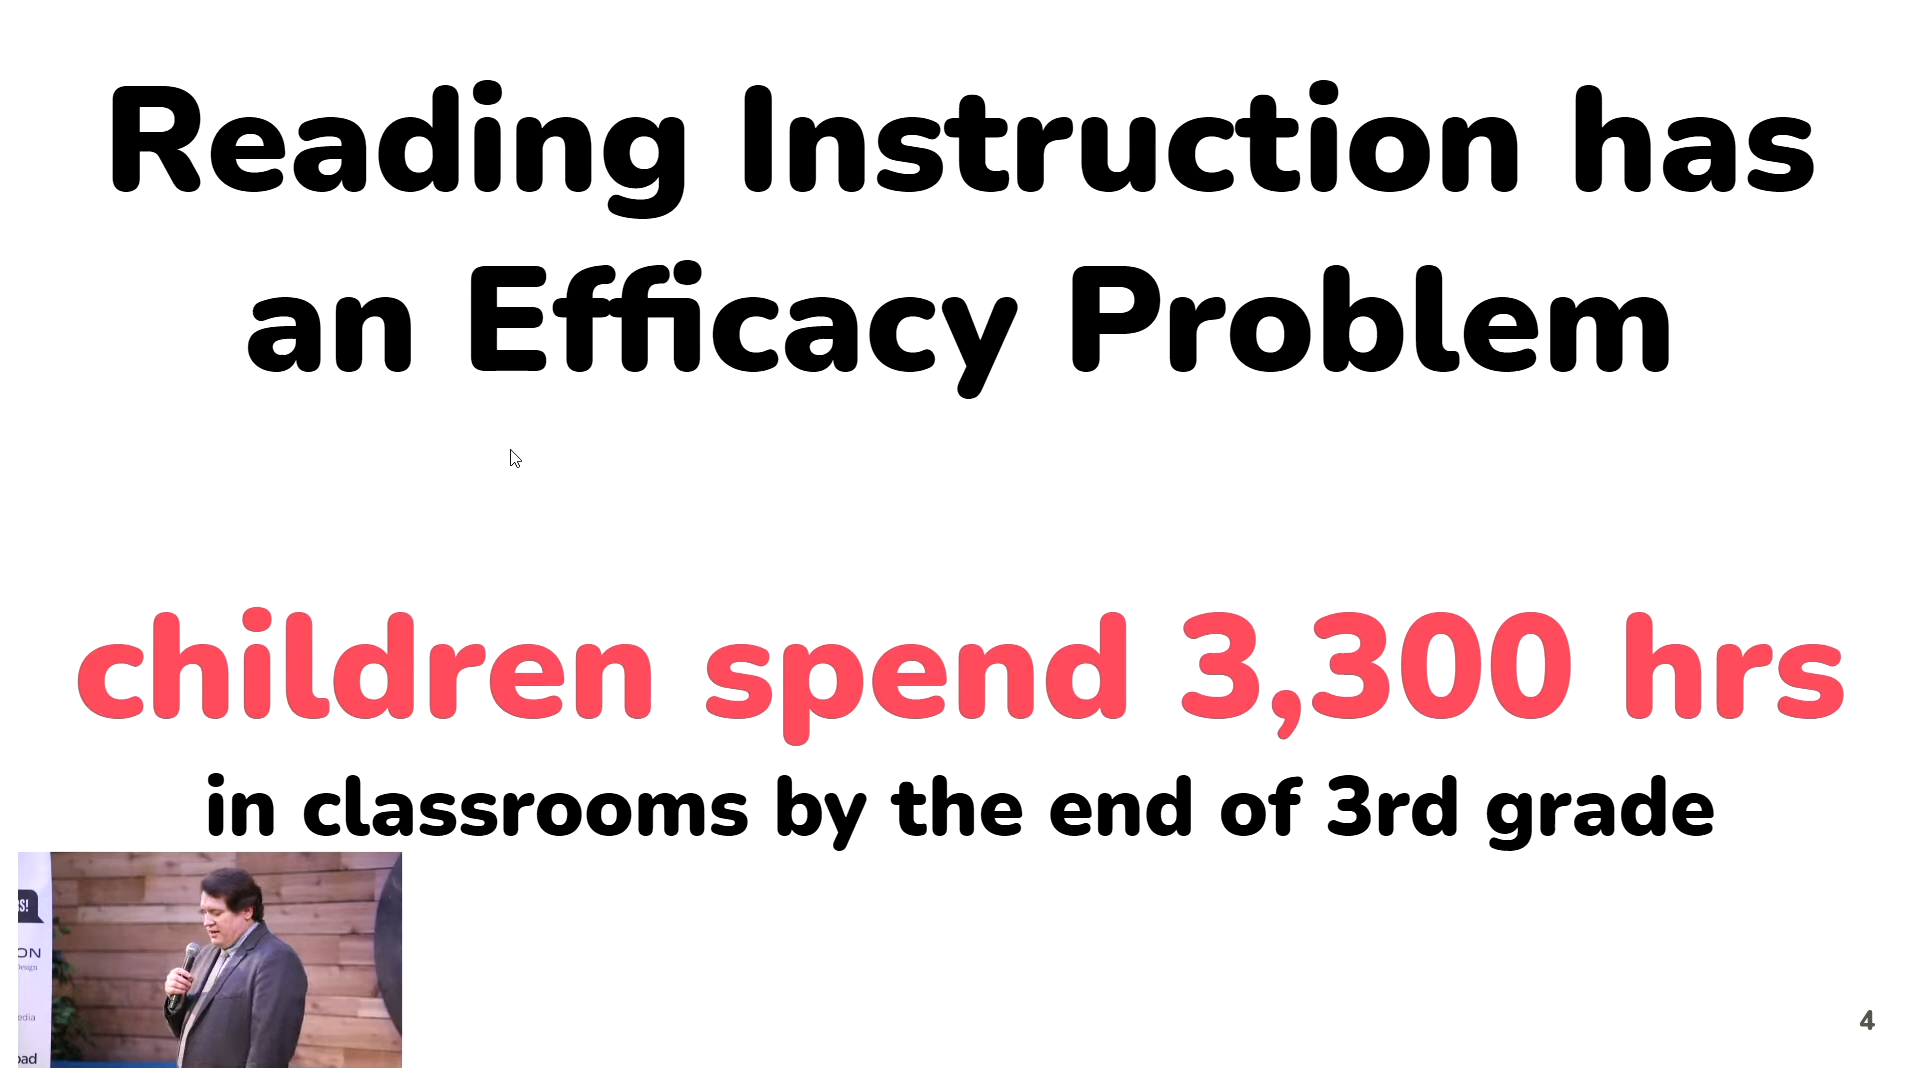 Reading Instruction has
an Efficacy Problem
children spend 3,300 hrs
in classrooms by the end of 3rd grade
4